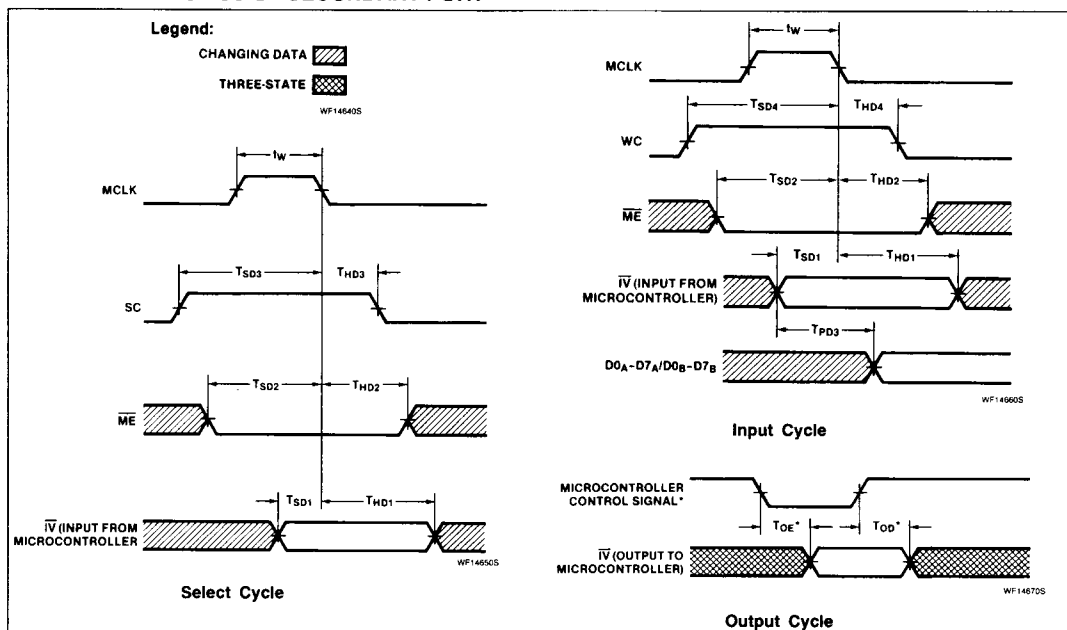 Legend:
CHANGING DATA
THREE-STATE
WF14640S
tW
MCLK
TSD3
THD3
SC
TSD2
THD2
ME
TSD1
THD1
IV (INPUT FROM
MICROCONTROLLER
WF14650S
Select Cycle
tW
MCLK
TSD4
THD4
WC
TSD2
THD2
ME
TSD1
THD1
IV (INPUT FROM
MICROCONTROLLER)
TPD3
D0A–D7A/D0B–D7B
WF14660S
Input Cycle
MICROCONTROLLER
CONTROL SIGNAL*
TOE*
TOD*
IV (OUTPUT TO
MICROCONTROLLER)
WF14670S
Output Cycle